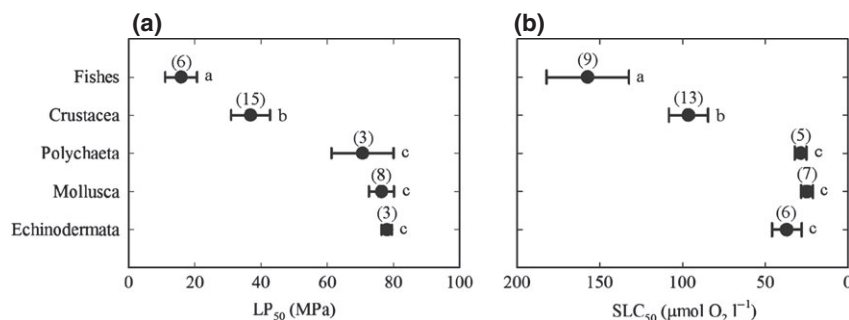 (a)
(b)
Fishes
Crustacea
Polychaeta
Mollusca
Echinodermata
(6)
a
(15)
b
(3)
c
(8)
c
(3)
c
0
20
40
60
80
100
LP₅₀ (MPa)
(9)
a
(13)
b
(5)
c
(7)
c
(6)
c
200
150
100
50
0
SLC₅₀ (μmol O₂ l⁻¹)